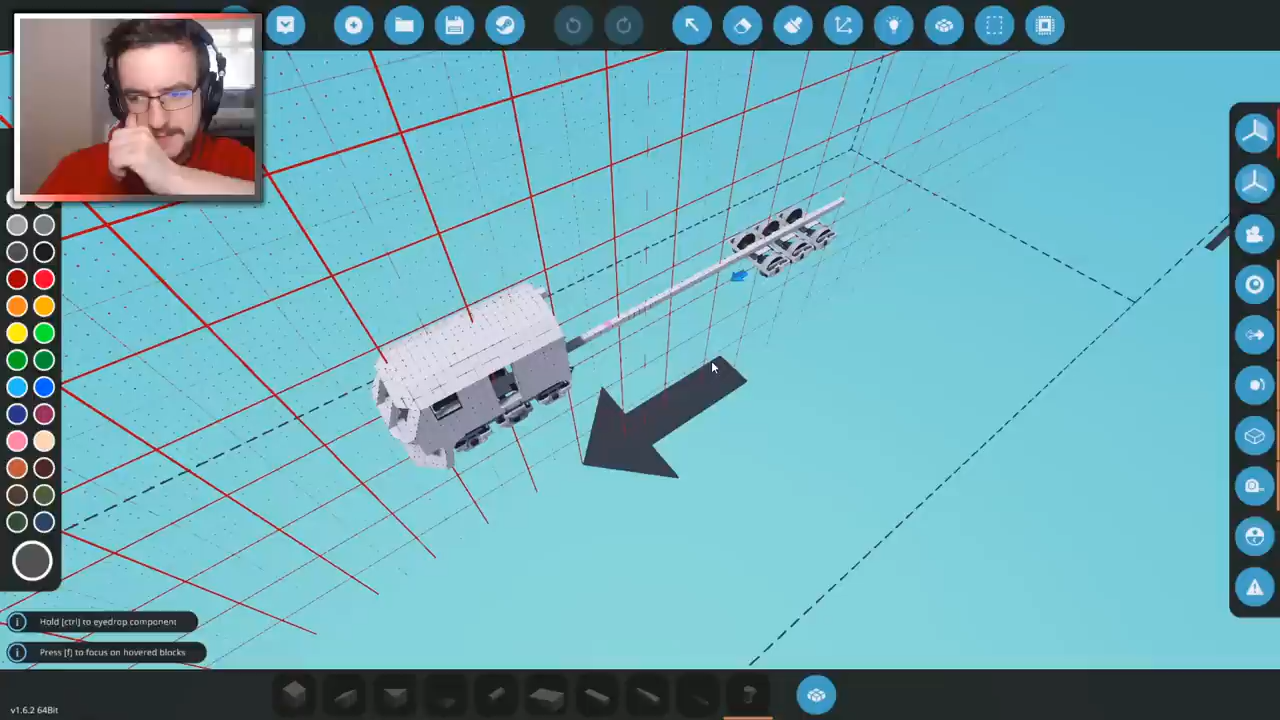 Hold [ctrl] to eyedrop component
Press [f] to focus on hovered blocks
v1.6.2 64Bit